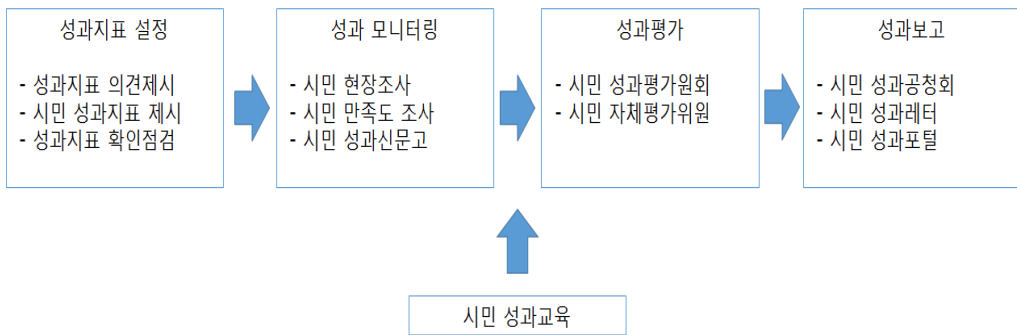 성과지표 설정
- 성과지표 의견제시
- 시민 성과지표 제시
- 성과지표 확인점검
성과 모니터링
- 시민 현장조사
- 시민 만족도 조사
- 시민 성과신문고
성과평가
- 시민 성과평가원회
- 시민 자체평가위원
성과보고
- 시민 성과공청회
- 시민 성과레터
- 시민 성과포털
시민 성과교육